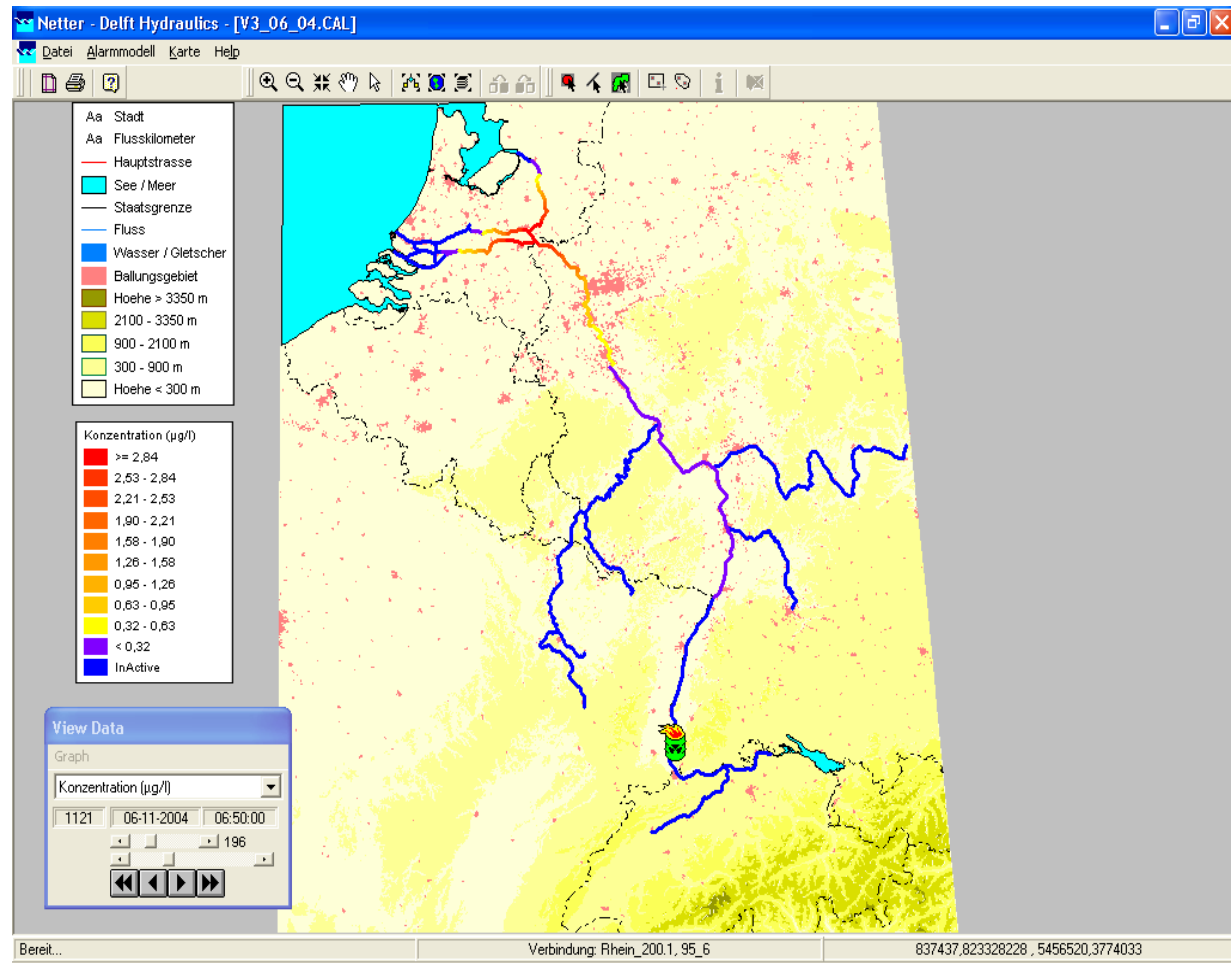 Netter - Delft Hydraulics - [V3_06_04.CAL]
Datei Alarmmodell Karte Help
Aa Stadt
Aa Flusskilometer
Hauptstrasse
See / Meer
Staatsgrenze
Fluss
Wasser / Gletscher
Ballungsgebiet
Hoehe > 3350 m
2100 - 3350 m
900 - 2100 m
300 - 900 m
Hoehe < 300 m
Konzentration (µg/l)
>= 2,84
2,53 - 2,84
2,21 - 2,53
1,90 - 2,21
1,58 - 1,90
1,26 - 1,58
0,95 - 1,26
0,63 - 0,95
0,32 - 0,63
< 0,32
InActive
View Data
Graph
Konzentration (µg/l)
1121 06-11-2004 06:50:00
196
Bereit... Verbindung: Rhein_200.1, 95_6 837437,823328228 , 5456520,3774033